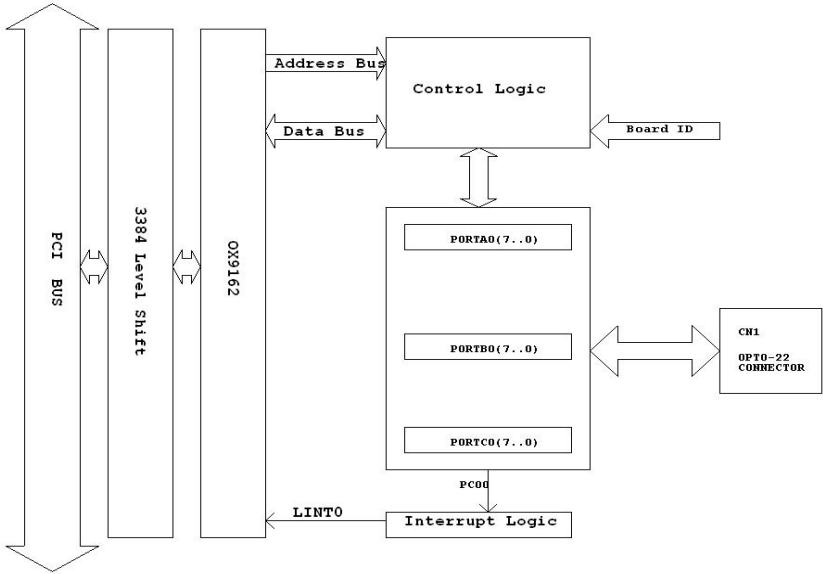 PCI BUS
3384 Level Shift
OX9162
Address Bus
Data Bus
Control Logic
Board ID
PORTA0(7..0)
PORTB0(7..0)
PORTC0(7..0)
CN1
OPTO-22
CONNECTOR
PC00
LINT0
Interrupt Logic